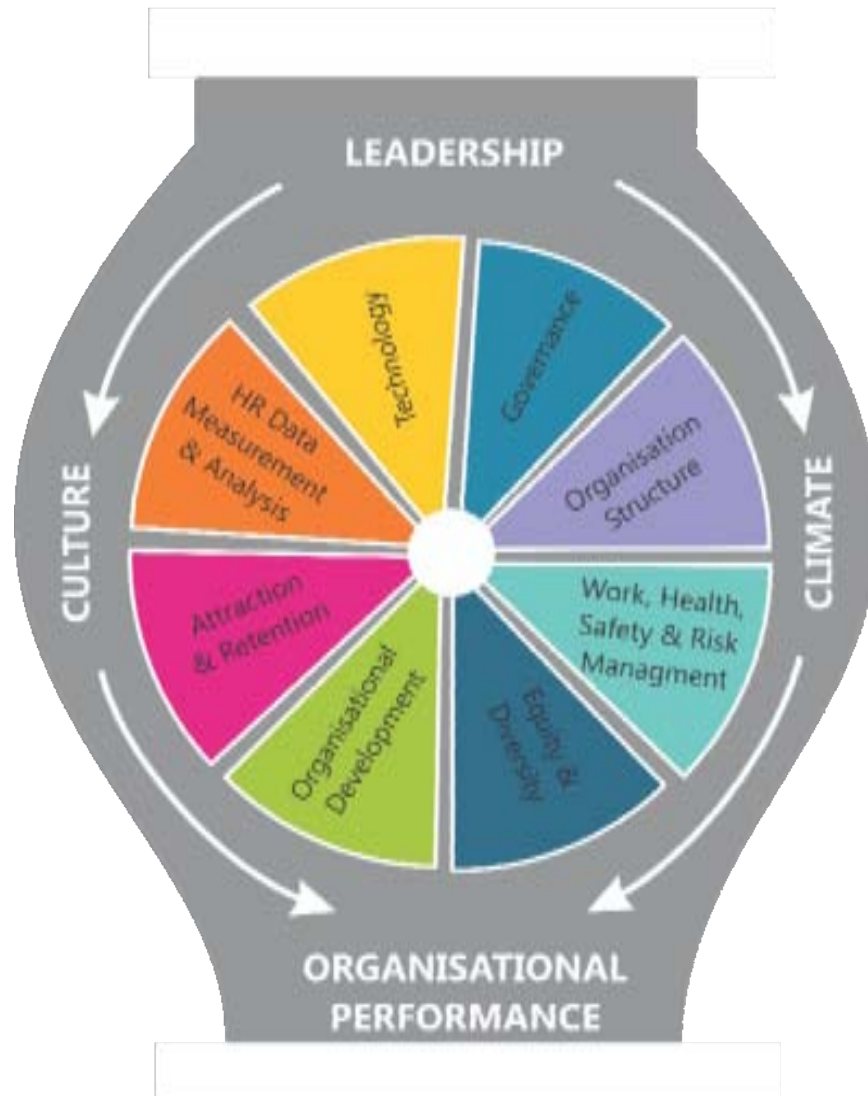 LEADERSHIP
Technology
Governance
HR Data
Measurement
& Analysis
Organisation
Structure
CULTURE
CLIMATE
Attraction
& Retention
Work, Health,
Safety & Risk
Managment
Organisational
Development
Equity &
Diversity
ORGANISATIONAL
PERFORMANCE